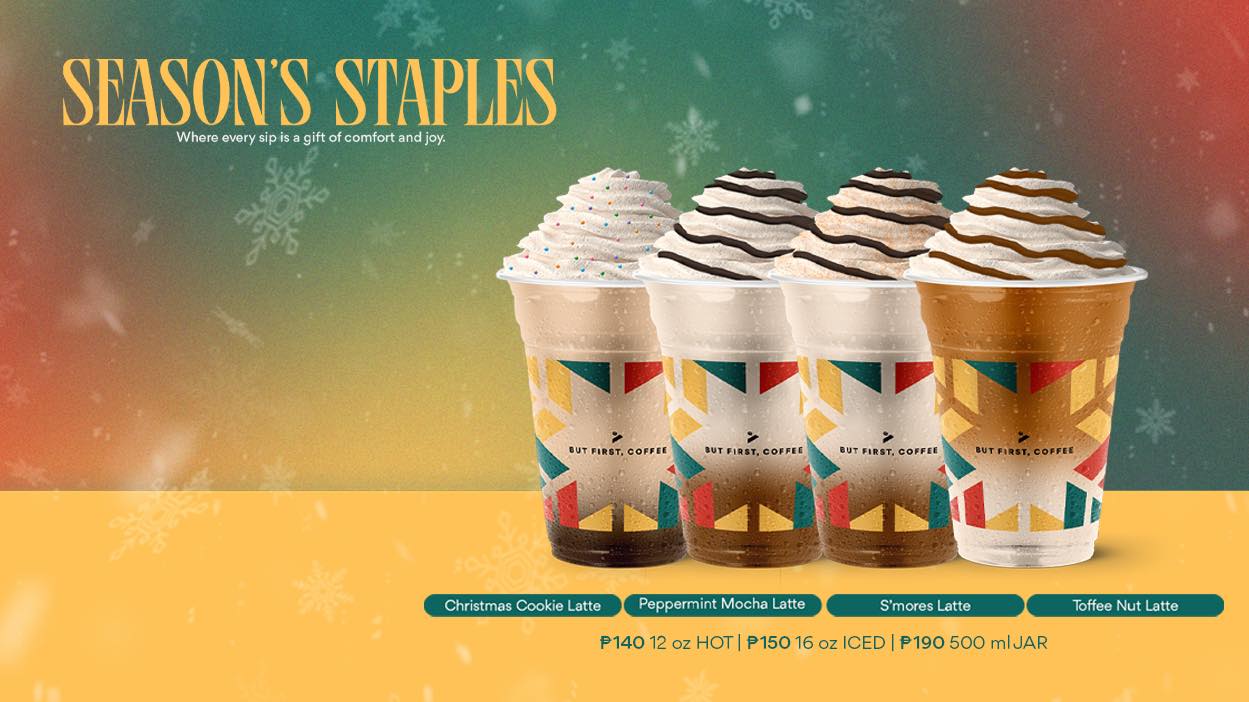 SEASON'S STAPLES
Where every sip is a gift of comfort and joy.
BUT FIRST, COFFEE
BUT FIRST, COFFEE
BUT FIRST, COFFEE
BUT FIRST, COFFEE
Christmas Cookie Latte
Peppermint Mocha Latte
S'mores Latte
Toffee Nut Latte
₱140 12 oz HOT | ₱150 16 oz ICED | ₱190 500 ml JAR